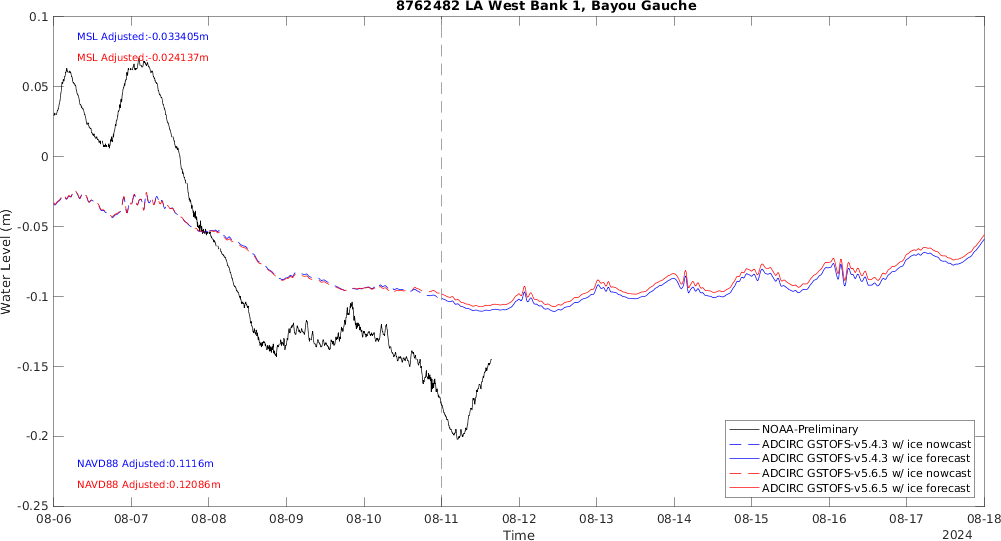 8762482 LA West Bank 1, Bayou Gauche
MSL Adjusted:-0.033405m
MSL Adjusted:-0.024137m
0.1
0.05
0
-0.05
-0.1
-0.15
-0.2
-0.25
Water Level (m)
NAVD88 Adjusted:0.1116m
NAVD88 Adjusted:0.12086m
NOAA-Preliminary
ADCIRC GSTOFS-v5.4.3 w/ ice nowcast
ADCIRC GSTOFS-v5.4.3 w/ ice forecast
ADCIRC GSTOFS-v5.6.5 w/ ice nowcast
ADCIRC GSTOFS-v5.6.5 w/ ice forecast
08-06 08-07 08-08 08-09 08-10 08-11 08-12 08-13 08-14 08-15 08-16 08-17 08-18
Time
2024